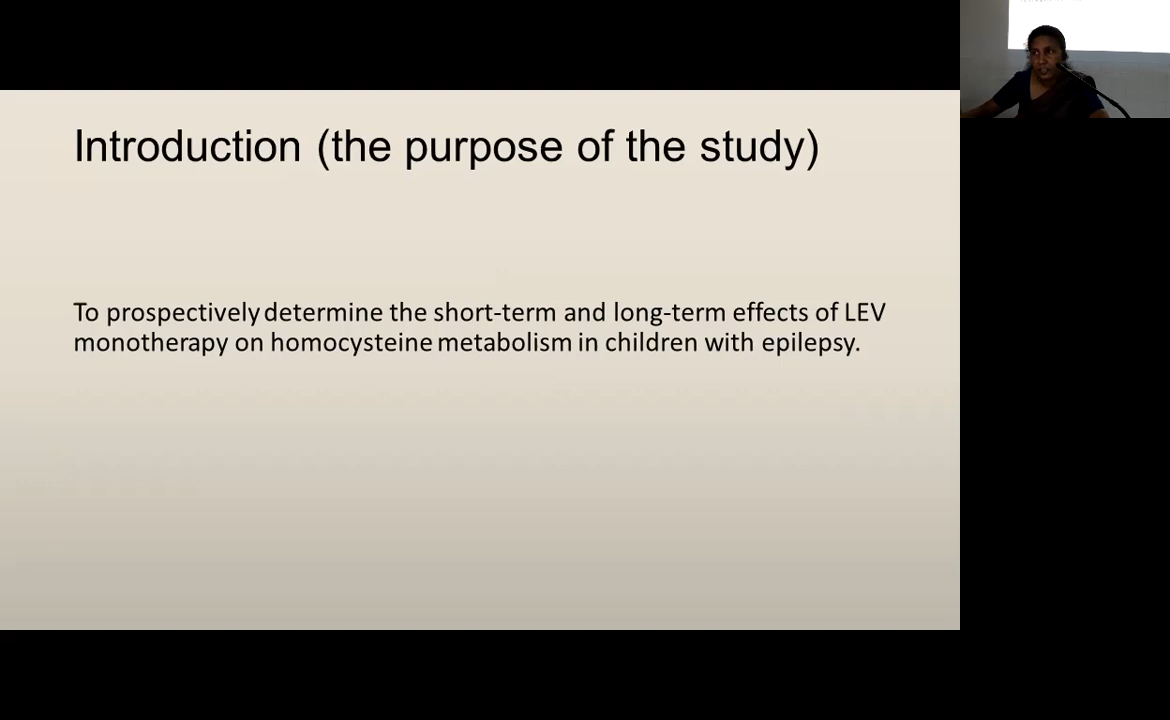 Introduction (the purpose of the study)
To prospectively determine the short-term and long-term effects of LEV
monotherapy on homocysteine metabolism in children with epilepsy.